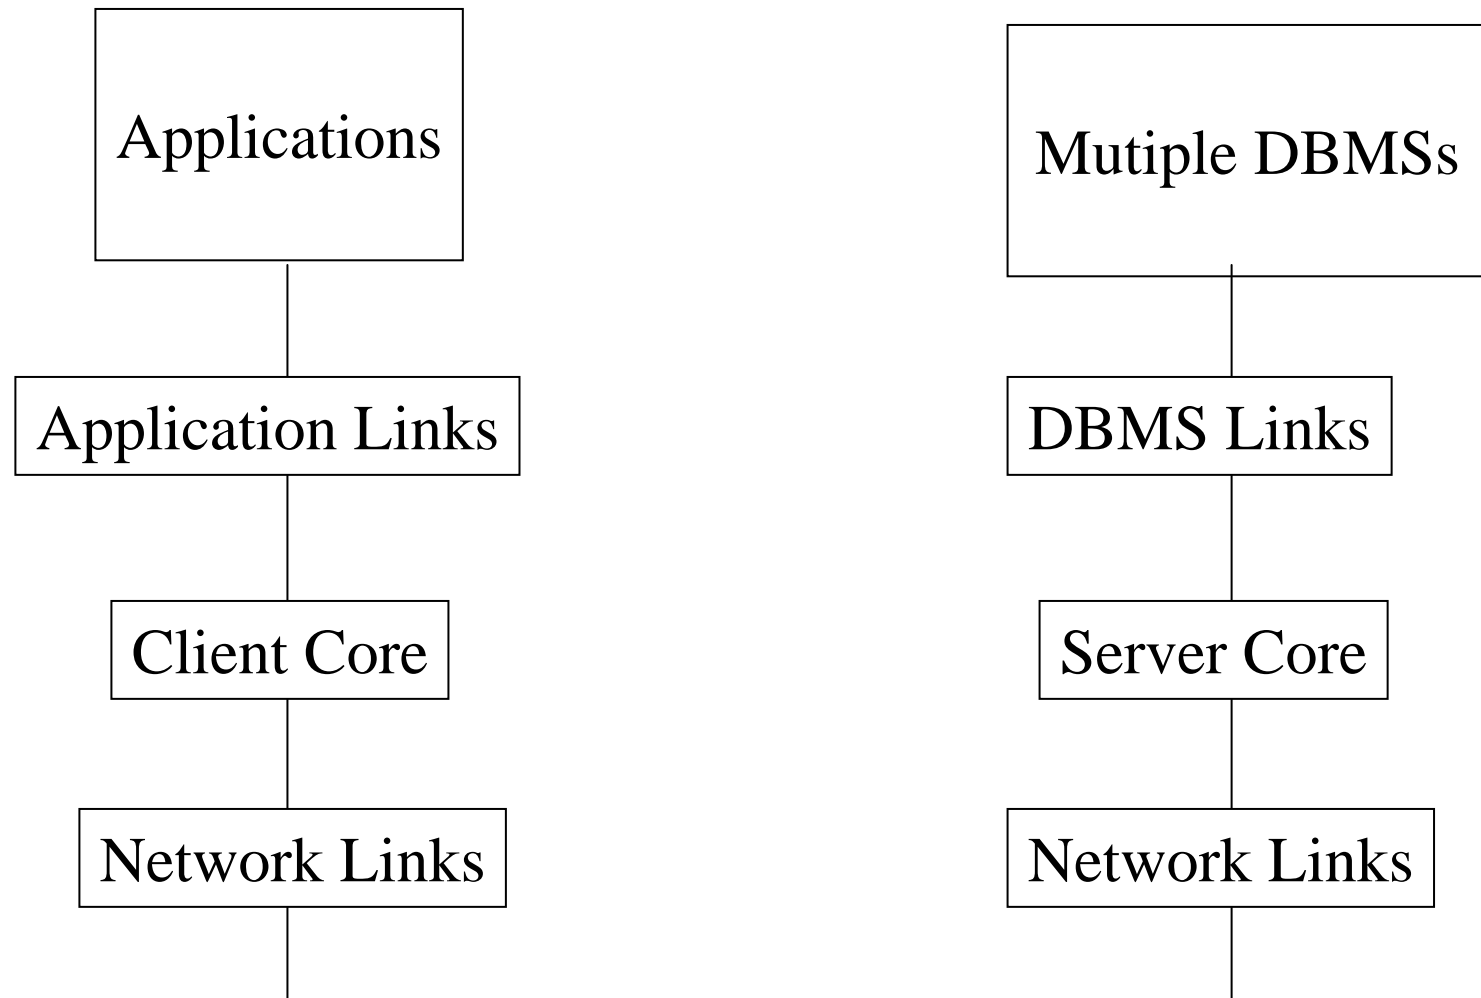 Applications
Mutiple DBMSs
Application Links
DBMS Links
Client Core
Server Core
Network Links
Network Links